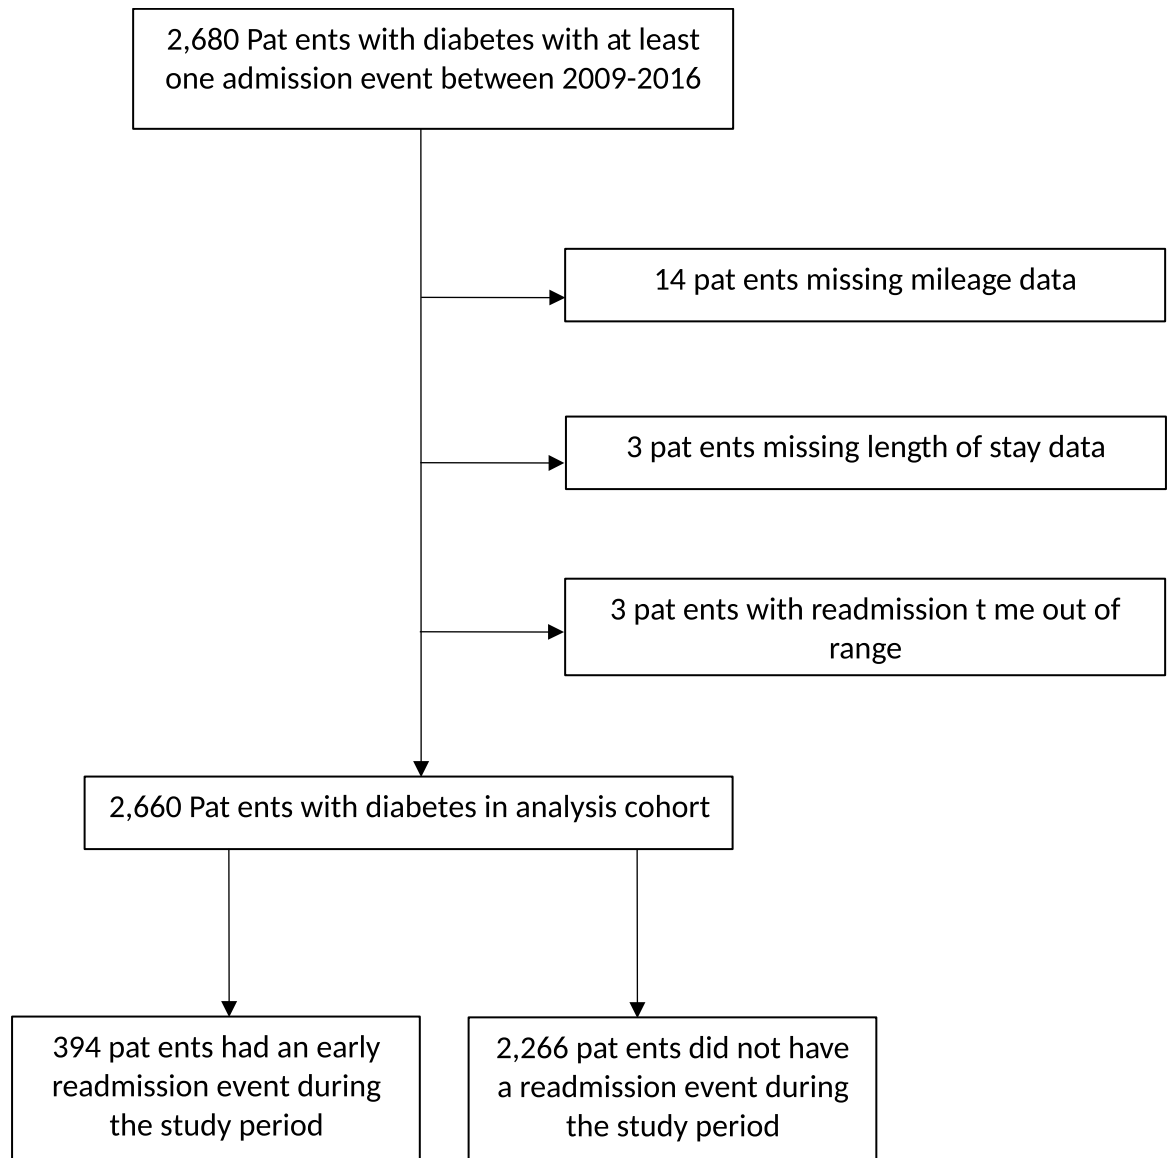 2,680 Pat ents with diabetes with at least
one admission event between 2009-2016
14 pat ents missing mileage data
3 pat ents missing length of stay data
3 pat ents with readmission t me out of
range
2,660 Pat ents with diabetes in analysis cohort
394 pat ents had an early
readmission event during
the study period
2,266 pat ents did not have
a readmission event during
the study period